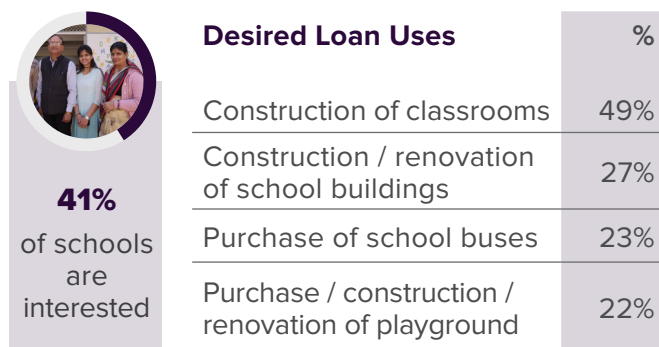 41%
of schools
are
interested
Desired Loan Uses %
Construction of classrooms 49%
Construction / renovation
of school buildings 27%
Purchase of school buses 23%
Purchase / construction /
renovation of playground 22%